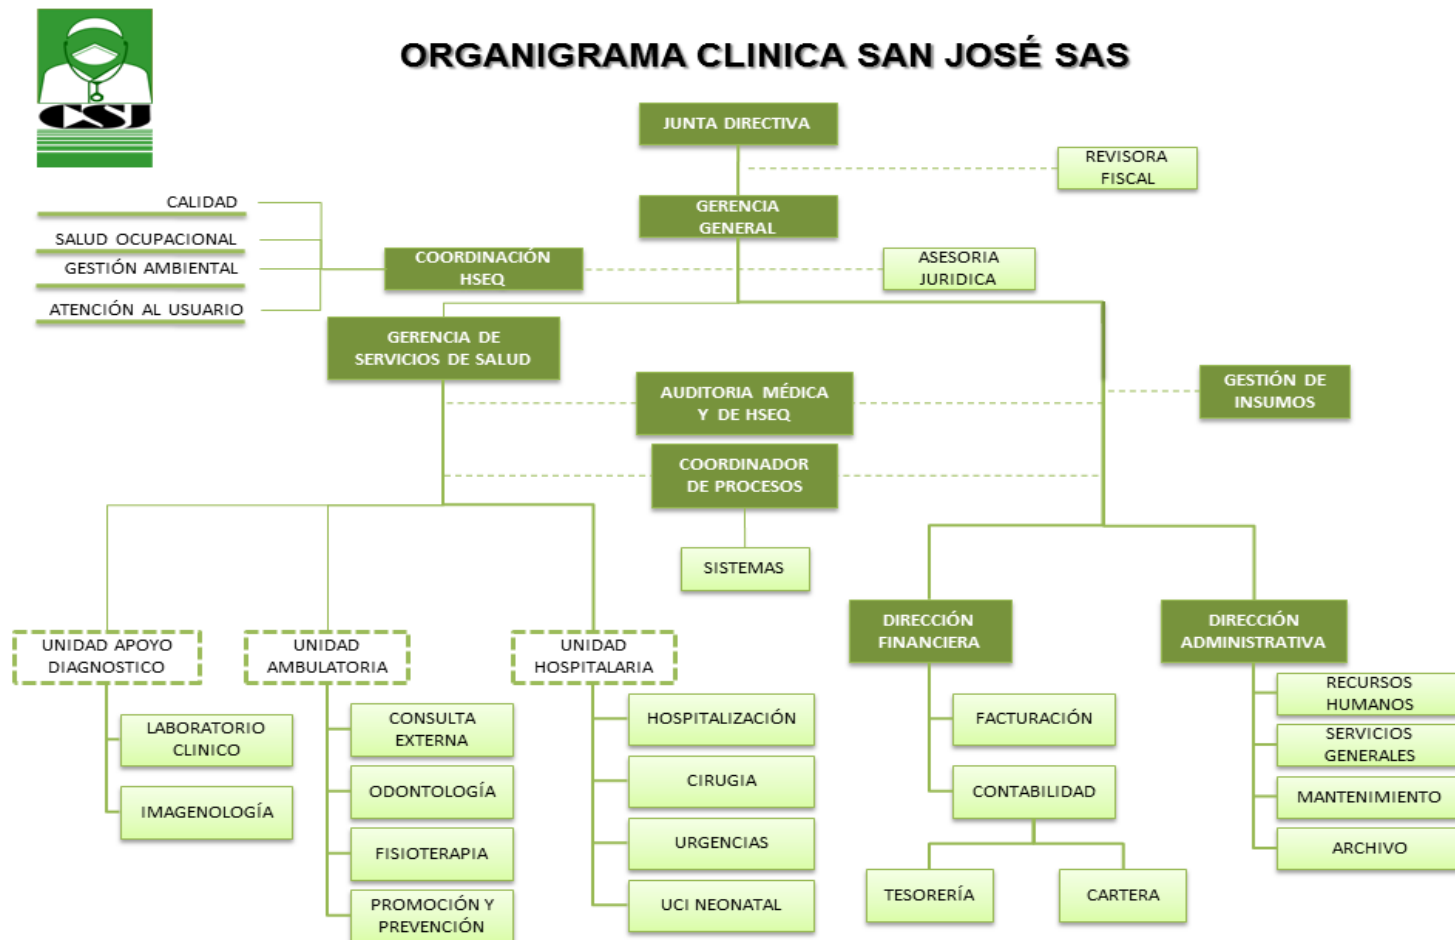 ORGANIGRAMA CLINICA SAN JOSÉ SAS
CSJ
JUNTA DIRECTIVA
REVISORA
FISCAL
GERENCIA
GENERAL
CALIDAD
SALUD OCUPACIONAL
GESTIÓN AMBIENTAL
ATENCIÓN AL USUARIO
COORDINACIÓN
HSEQ
ASESORIA
JURIDICA
GERENCIA DE
SERVICIOS DE SALUD
AUDITORIA MÉDICA
Y DE HSEQ
GESTIÓN DE
INSUMOS
COORDINADOR
DE PROCESOS
SISTEMAS
UNIDAD APOYO
DIAGNOSTICO
UNIDAD
AMBULATORIA
UNIDAD
HOSPITALARIA
DIRECCIÓN
FINANCIERA
DIRECCIÓN
ADMINISTRATIVA
LABORATORIO
CLINICO
IMAGENOLOGÍA
CONSULTA
EXTERNA
ODONTOLOGÍA
FISIOTERAPIA
PROMOCIÓN Y
PREVENCIÓN
HOSPITALIZACIÓN
CIRUGIA
URGENCIAS
UCI NEONATAL
FACTURACIÓN
CONTABILIDAD
TESORERÍA
CARTERA
RECURSOS
HUMANOS
SERVICIOS
GENERALES
MANTENIMIENTO
ARCHIVO